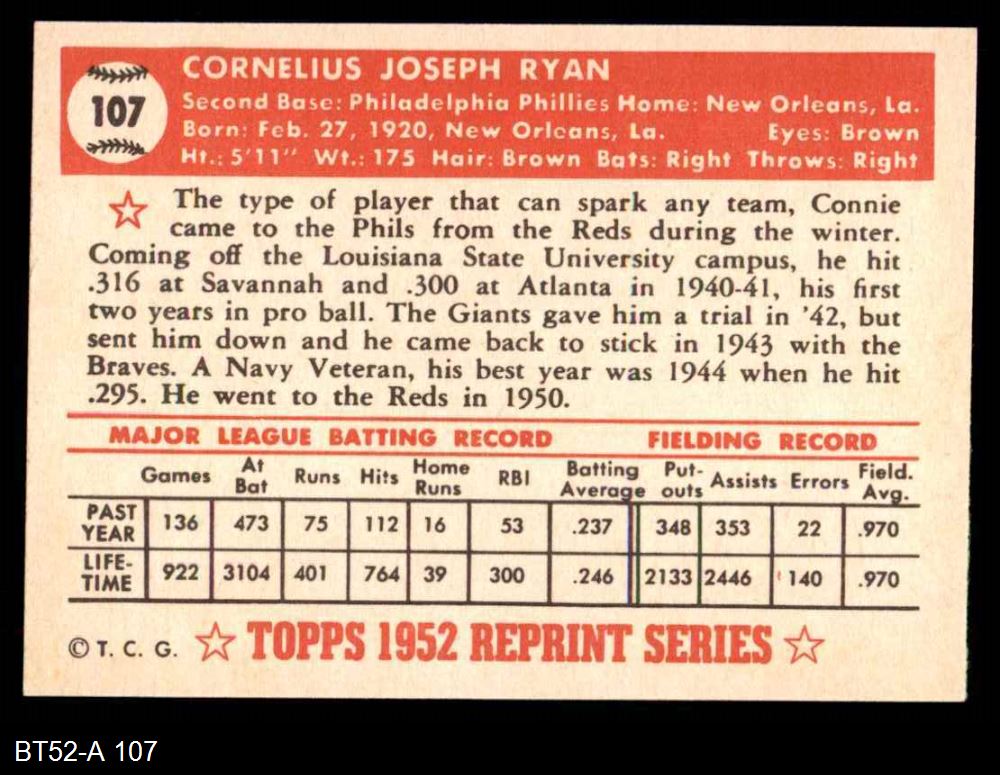 107
CORNELIUS JOSEPH RYAN
Second Base: Philadelphia Phillies Home: New Orleans, La.
Born: Feb. 27, 1920, New Orleans, La. Eyes: Brown
Ht.: 5'11" Wt.: 175 Hair: Brown Bats: Right Throws: Right
The type of player that can spark any team, Connie
came to the Phils from the Reds during the winter.
Coming off the Louisiana State University campus, he hit
.316 at Savannah and .300 at Atlanta in 1940-41, his first
two years in pro ball. The Giants gave him a trial in '42, but
sent him down and he came back to stick in 1943 with the
Braves. A Navy Veteran, his best year was 1944 when he hit
.295. He went to the Reds in 1950.
MAJOR LEAGUE BATTING RECORD FIELDING RECORD
Games At Bat Runs Hits Home Runs RBI Batting Average Put-outs Assists Errors Field. Avg.
PAST YEAR 136 473 75 112 16 53 .237 348 353 22 .970
LIFE-TIME 922 3104 401 764 39 300 .246 2133 2446 140 .970
© T. C. G. TOPPS 1952 REPRINT SERIES
BT52-A 107